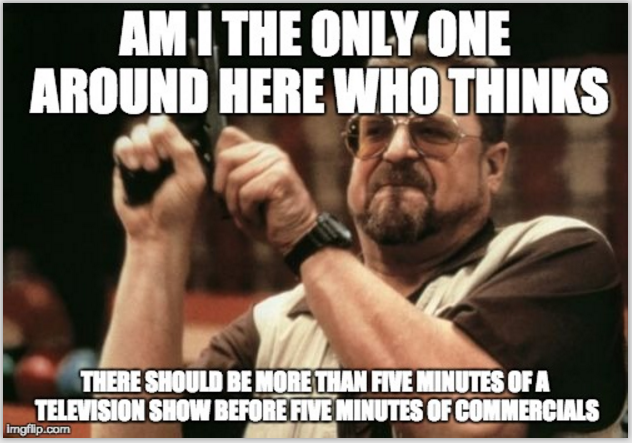 AM I THE ONLY ONE
AROUND HERE WHO THINKS
THERE SHOULD BE MORE THAN FIVE MINUTES OF A
TELEVISION SHOW BEFORE FIVE MINUTES OF COMMERCIALS
imgflip.com